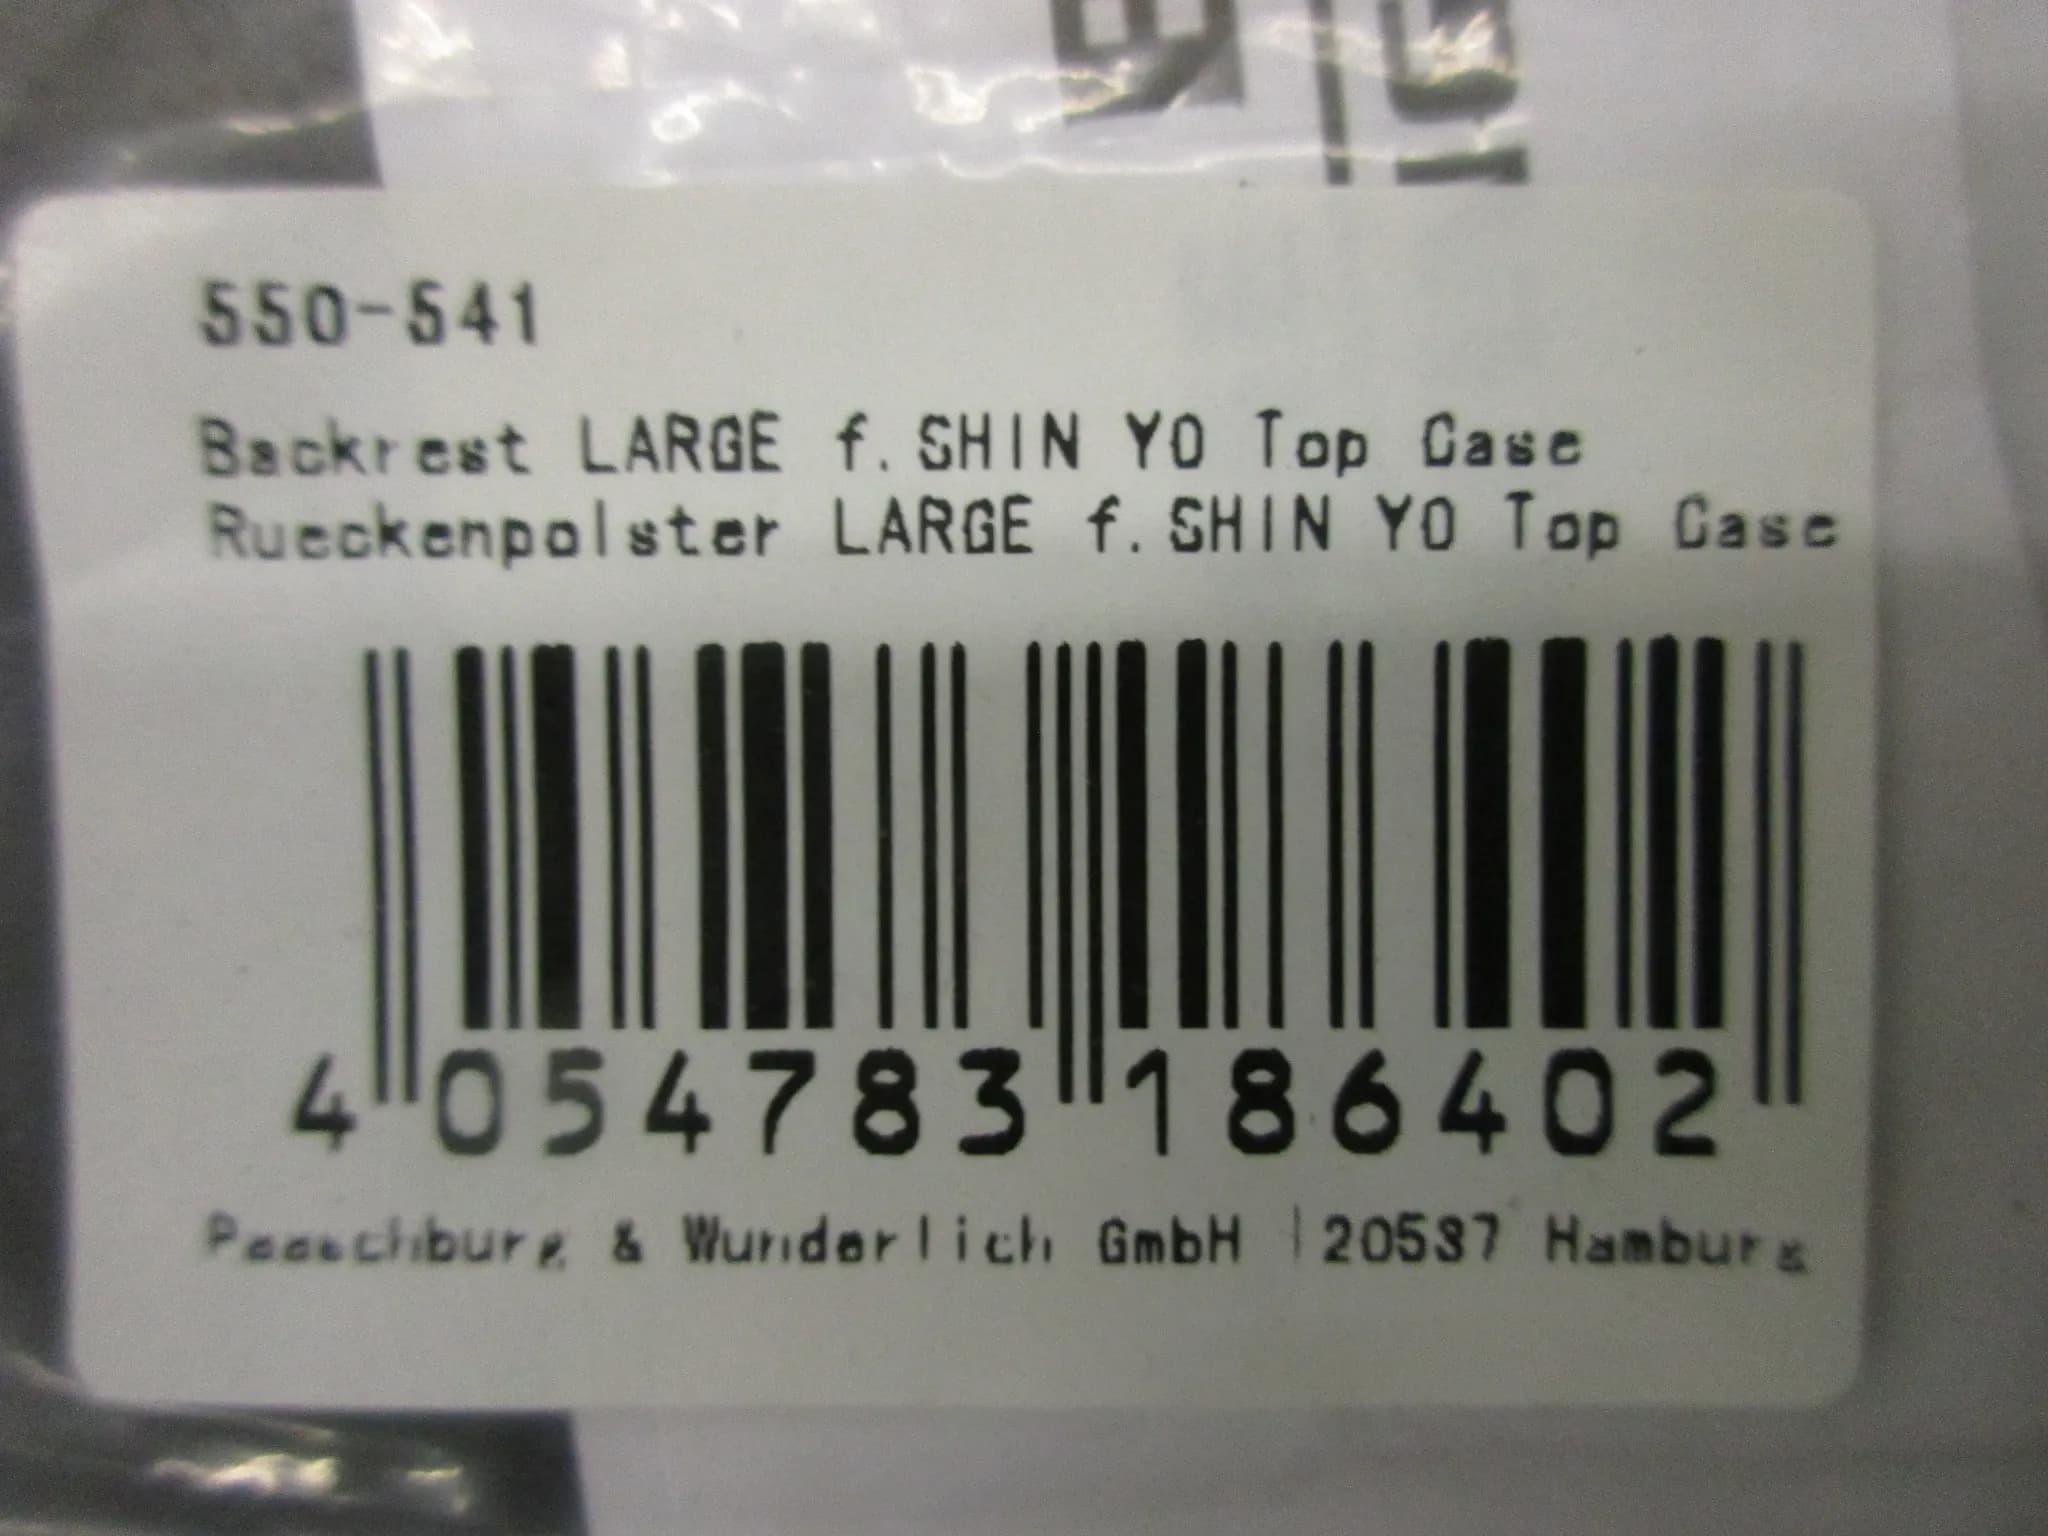 550-541
Backrest LARGE f.SHIN YO Top Case
Rueckenpolster LARGE f.SHIN YO Top Case
4 054783 186402
Paaschburg & Wunderlich GmbH | 20537 Hamburg